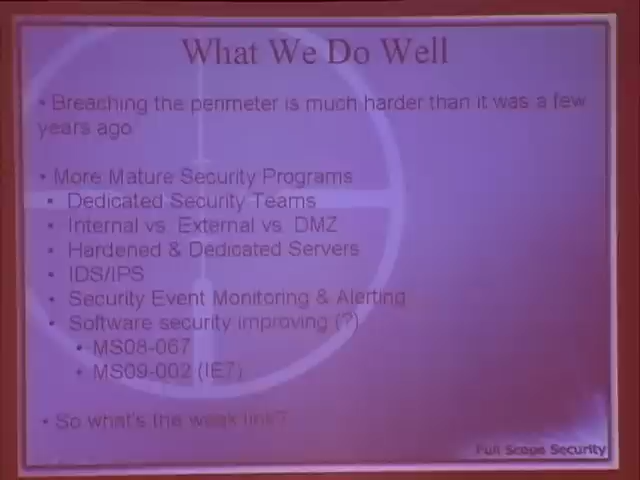 What We Do Well
• Breaching the perimeter is much harder than it was a few
years ago
• More Mature Security Programs
• Dedicated Security Teams
• Internal vs. External vs. DMZ
• Hardened & Dedicated Servers
• IDS/IPS
• Security Event Monitoring & Alerting
• Software security improving (?)
• MS08-067
• MS09-002 (IE7)
• So what's the weak link?
Full Scope Security